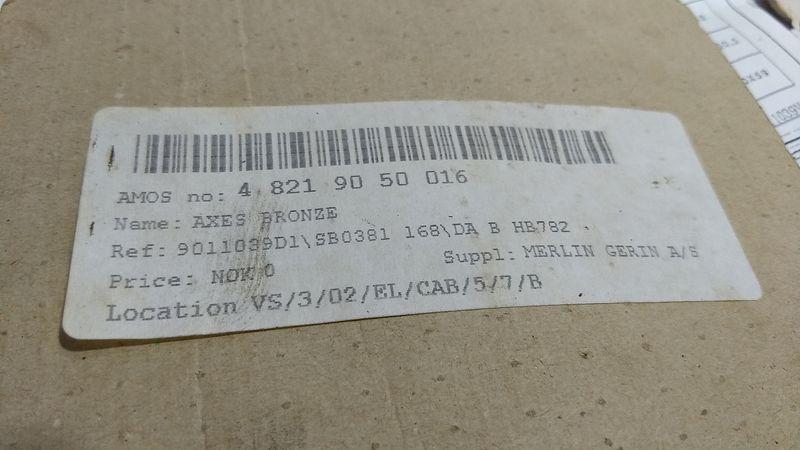 AMOS no: 4 821 90 50 016
Name: AXES BRONZE
Ref: 9011039D1\SB0381 168\DA B HB782
Suppl: MERLIN GERIN A/S
Price: NOK 0
Location VS/3/02/EL/CAB/5/7/B